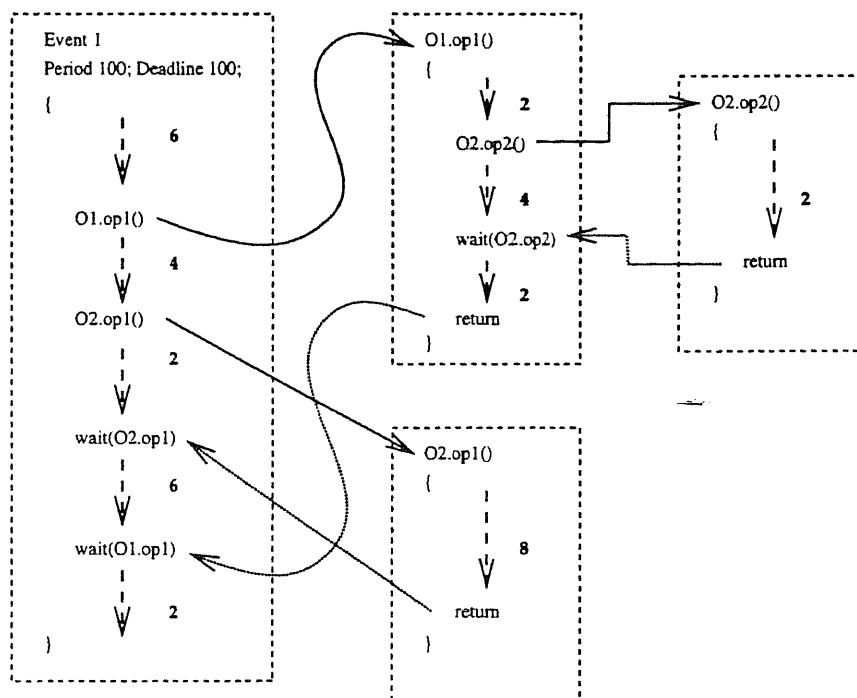 Event 1
Period 100; Deadline 100;
{
6
O1.op1()
4
O2.op1()
2
wait(O2.op1)
6
wait(O1.op1)
2
}
O1.op1()
{
2
O2.op2()
4
wait(O2.op2)
2
return
}
O2.op2()
{
2
return
}
O2.op1()
{
8
return
}